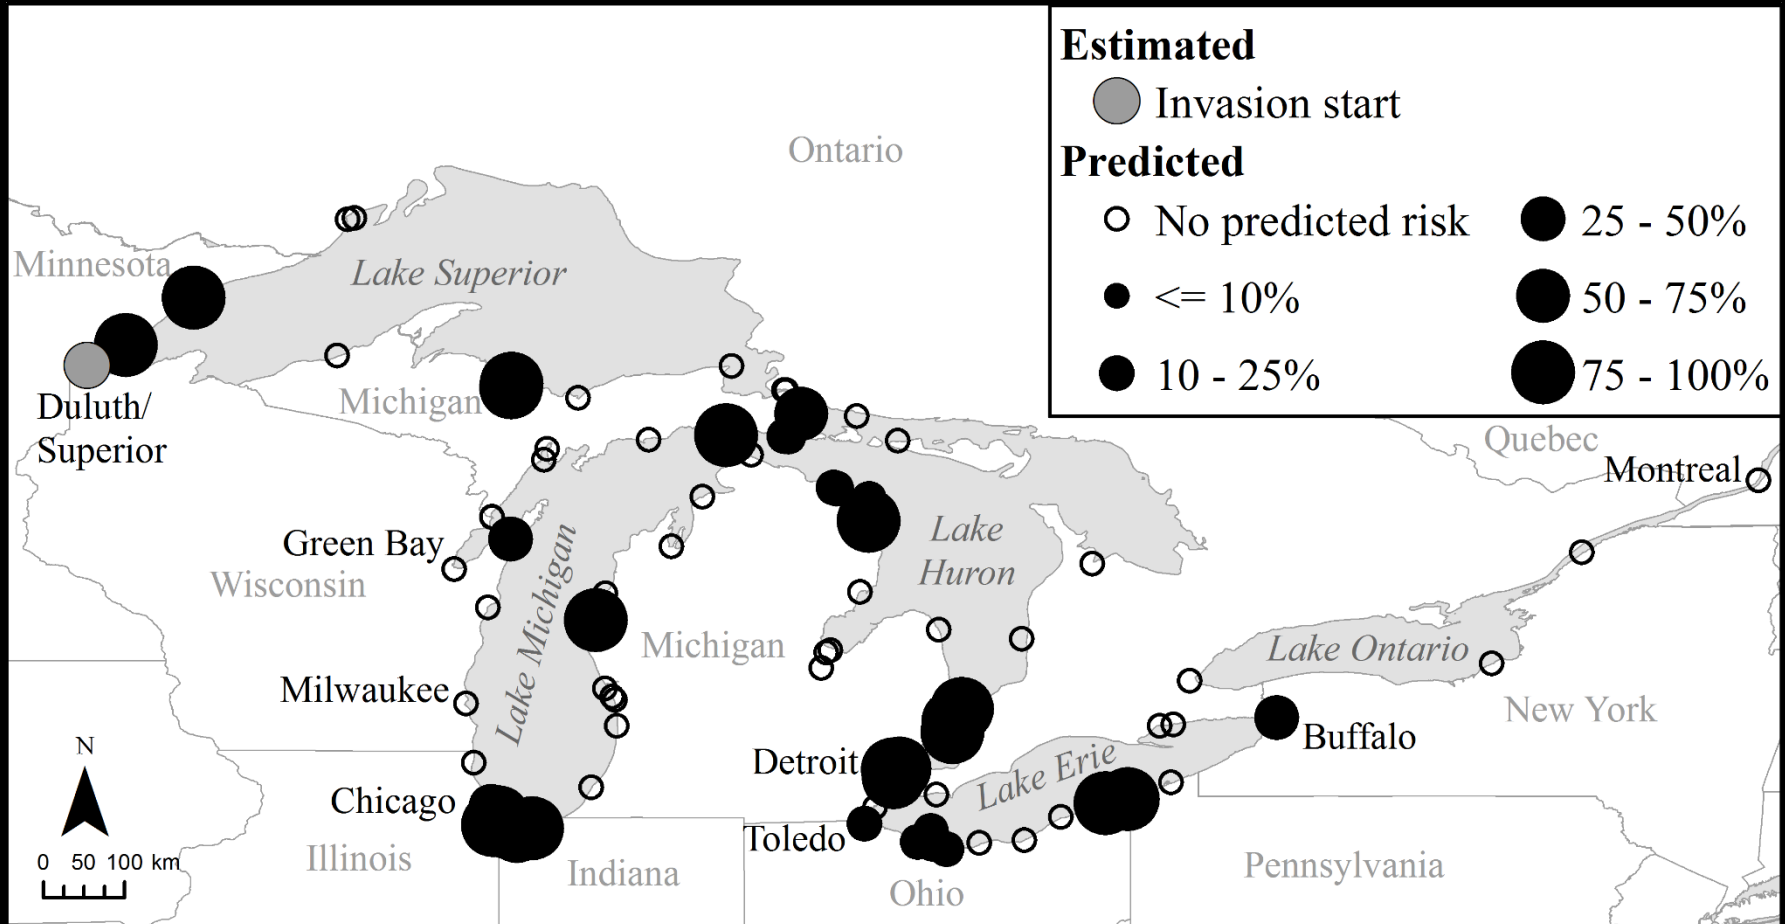 Estimated
Invasion start
Predicted
No predicted risk
<= 10%
10 - 25%
25 - 50%
50 - 75%
75 - 100%
Ontario
Minnesota
Lake Superior
Duluth/
Superior
Michigan
Quebec
Montreal
Green Bay
Wisconsin
Lake Michigan
Lake
Huron
Michigan
Lake Ontario
Milwaukee
New York
Buffalo
Detroit
Lake Erie
Chicago
Toledo
N
0 50 100 km
Illinois
Indiana
Ohio
Pennsylvania